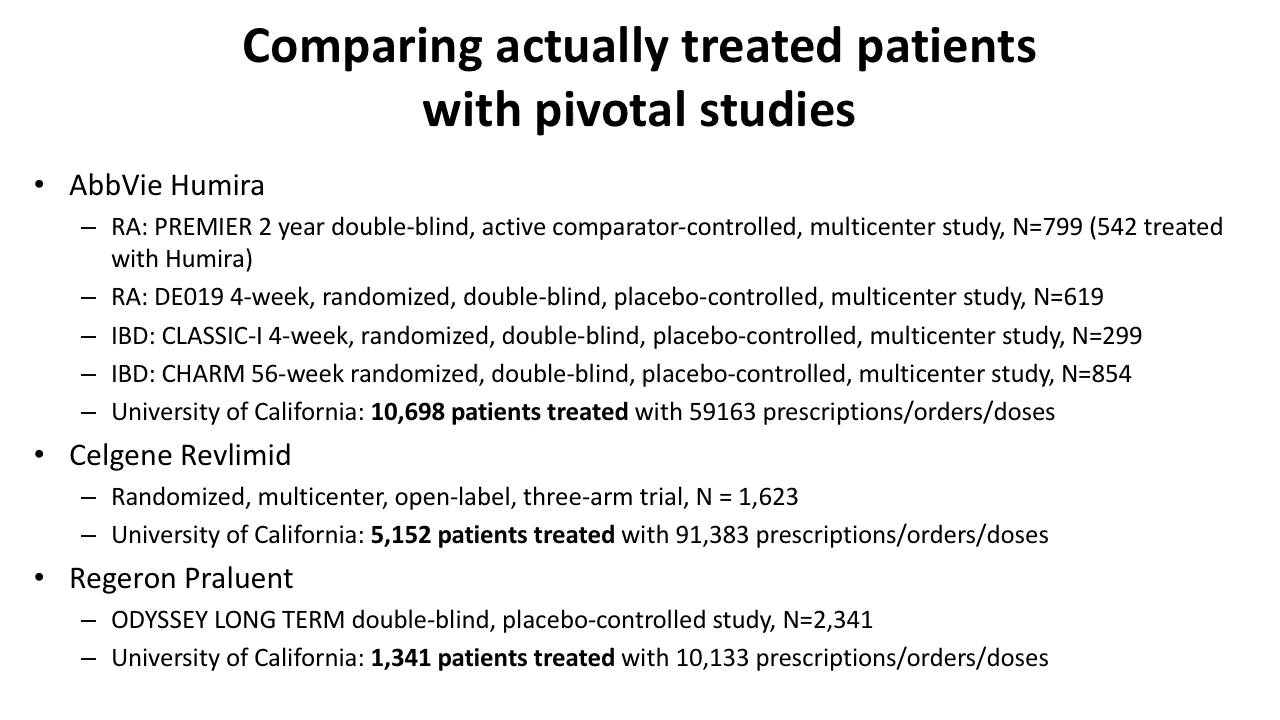 Comparing actually treated patients
with pivotal studies
• AbbVie Humira
– RA: PREMIER 2 year double-blind, active comparator-controlled, multicenter study, N=799 (542 treated
with Humira)
– RA: DE019 4-week, randomized, double-blind, placebo-controlled, multicenter study, N=619
– IBD: CLASSIC-I 4-week, randomized, double-blind, placebo-controlled, multicenter study, N=299
– IBD: CHARM 56-week randomized, double-blind, placebo-controlled, multicenter study, N=854
– University of California: 10,698 patients treated with 59163 prescriptions/orders/doses
• Celgene Revlimid
– Randomized, multicenter, open-label, three-arm trial, N = 1,623
– University of California: 5,152 patients treated with 91,383 prescriptions/orders/doses
• Regeron Praluent
– ODYSSEY LONG TERM double-blind, placebo-controlled study, N=2,341
– University of California: 1,341 patients treated with 10,133 prescriptions/orders/doses